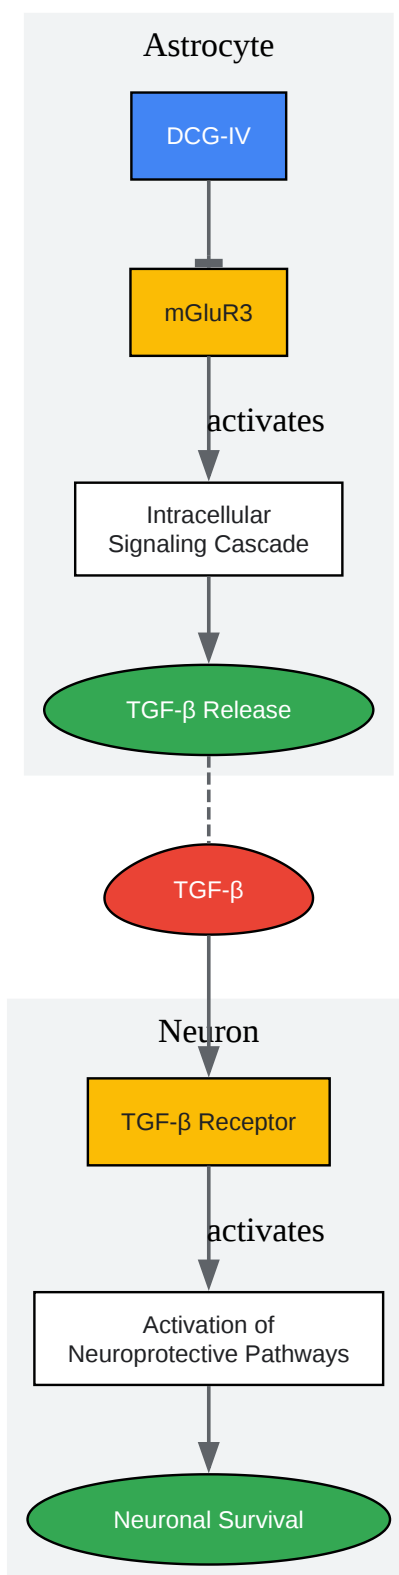 Astrocyte
DCG-IV
mGluR3
activates
Intracellular
Signaling Cascade
TGF-β Release
TGF-β
Neuron
TGF-β Receptor
activates
Activation of
Neuroprotective Pathways
Neuronal Survival